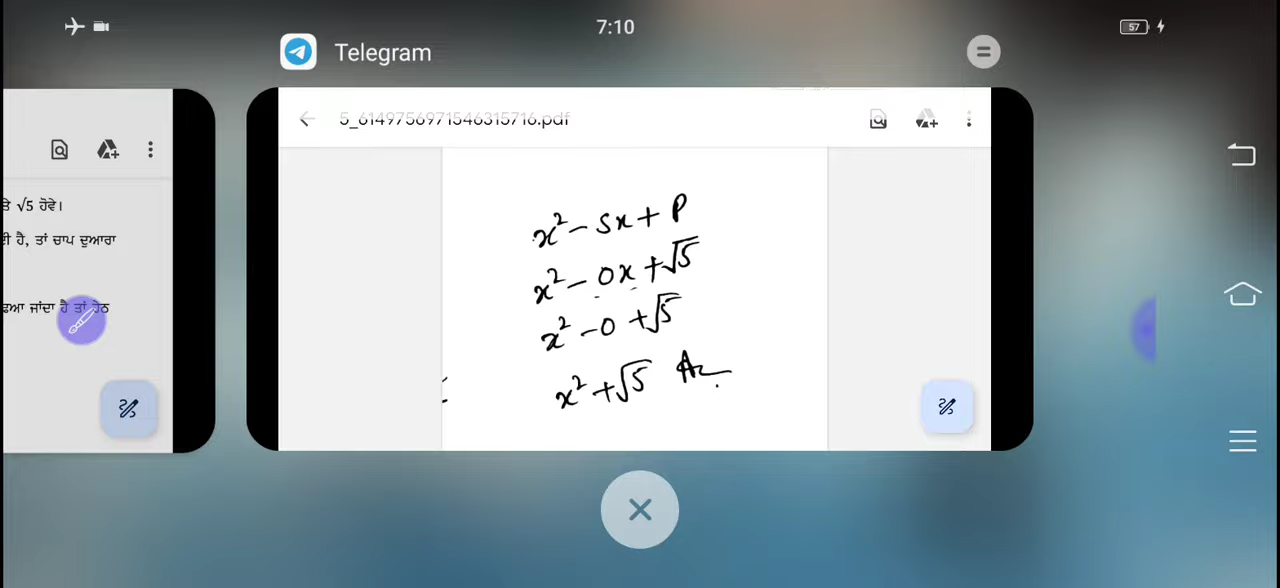 7:10
57
Telegram
5_6149756971546315716.pdf
ਤੇ √5 ਹੋਵੇ।
ਦੀ ਹੈ, ਤਾਂ ਚਾਪ ਦੁਆਰਾ
ਜਾਂਦਾ ਹੈ ਤਾਂ ਹੇਠ
x² - Sx + P
x² - 0x + √5
x² - 0 + √5
x² + √5